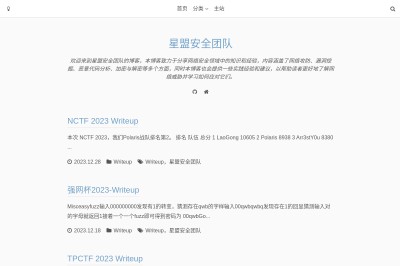 首页 分类 主站
星盟安全团队
欢迎来到星盟安全团队的博客，本博客致力于分享网络安全领域中的知识和经验，内容涵盖了网络攻防、漏洞挖
掘、恶意代码分析、加密与解密等多个方面。同时本博客也会提供一些实践经验和建议，以帮助读者更好地了解网
络威胁并学习如何应对它们。
NCTF 2023 Writeup
本次 NCTF 2023，我们Polaris战队排名第2。 排名 队伍 总分 1 LaoGong 10605 2 Polaris 8938 3 Arr3stY0u 8380
...
2023.12.28 Writeup Writeup，星盟安全团队
强网杯2023-Writeup
Misceasyfuzz输入000000000发现有1的转变，猜测存在qwb的字样输入00qwbqwbq发现存在1的回显猜测输入对
的字母就返回1接着一个一个fuzz即可得到密码为 00qwbGo...
2023.12.18 Writeup Writeup，星盟安全团队
TPCTF 2023 Writeup